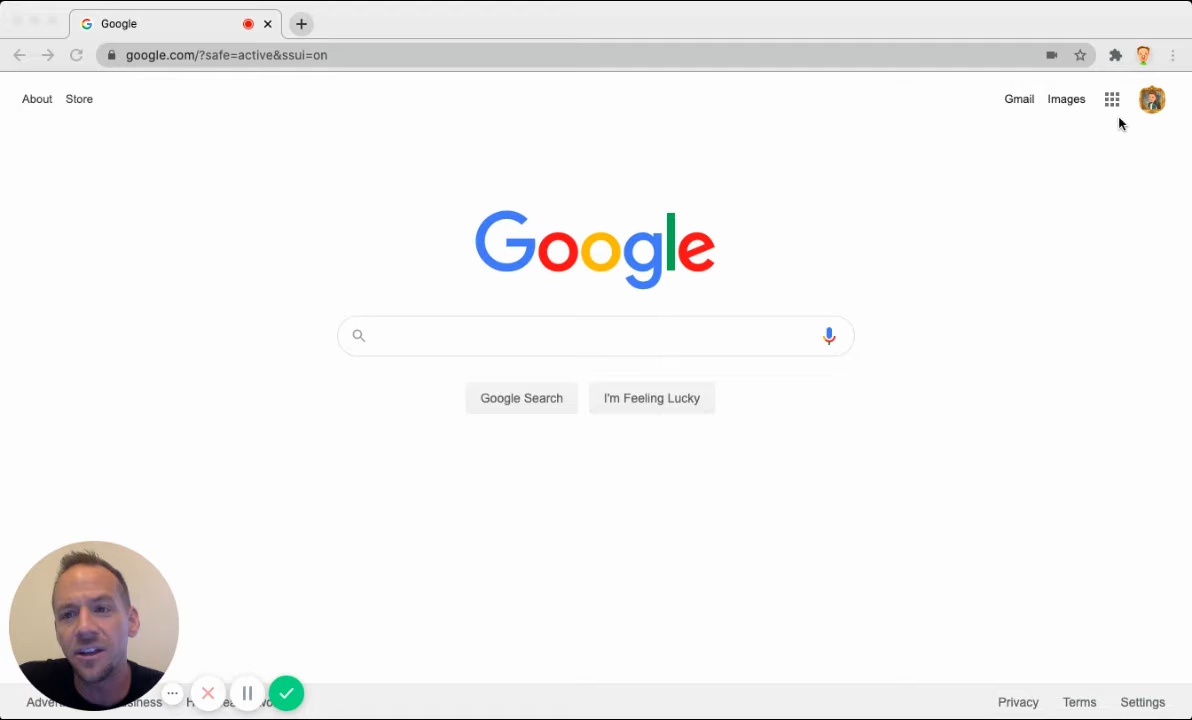 Google
google.com/?safe=active&ssui=on
About Store Gmail Images
Google
Google Search I'm Feeling Lucky
Privacy Terms Settings